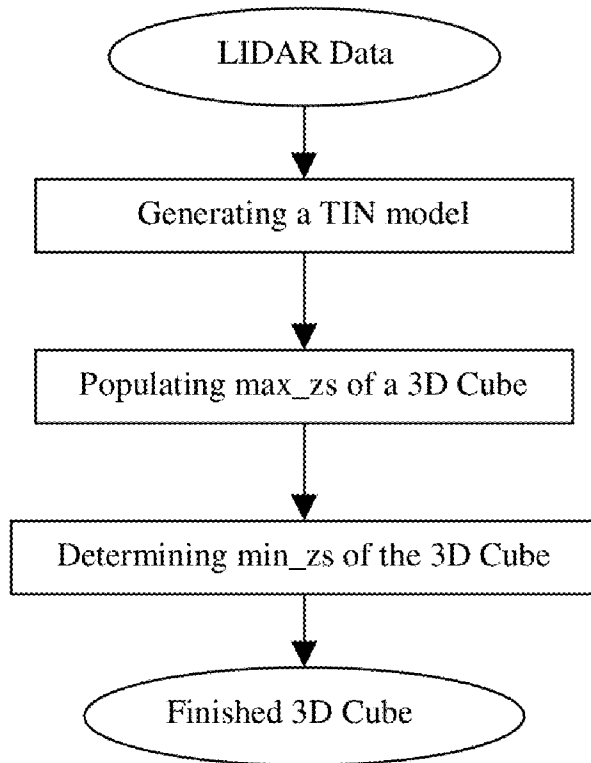 LIDAR Data
Generating a TIN model
Populating max_zs of a 3D Cube
Determining min_zs of the 3D Cube
Finished 3D Cube